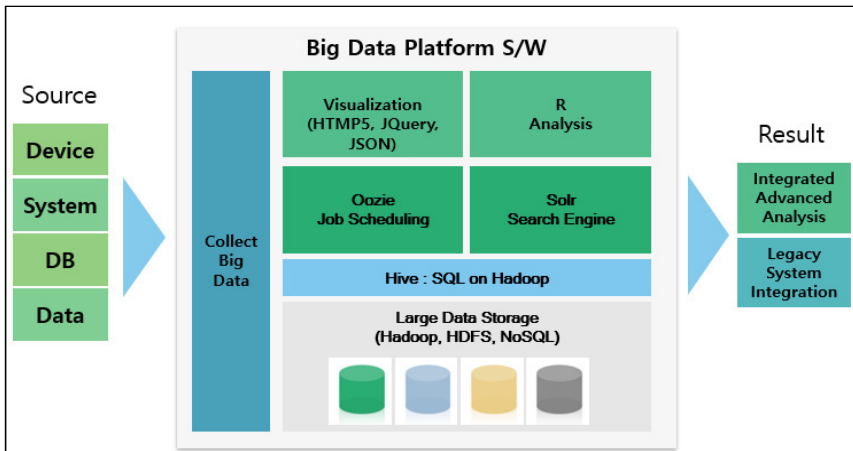 Big Data Platform S/W
Source
Device
System
DB
Data
Collect
Big
Data
Visualization
(HTMP5, JQuery,
JSON)
R
Analysis
Oozie
Job Scheduling
Solr
Search Engine
Hive : SQL on Hadoop
Large Data Storage
(Hadoop, HDFS, NoSQL)
Result
Integrated
Advanced
Analysis
Legacy
System
Integration